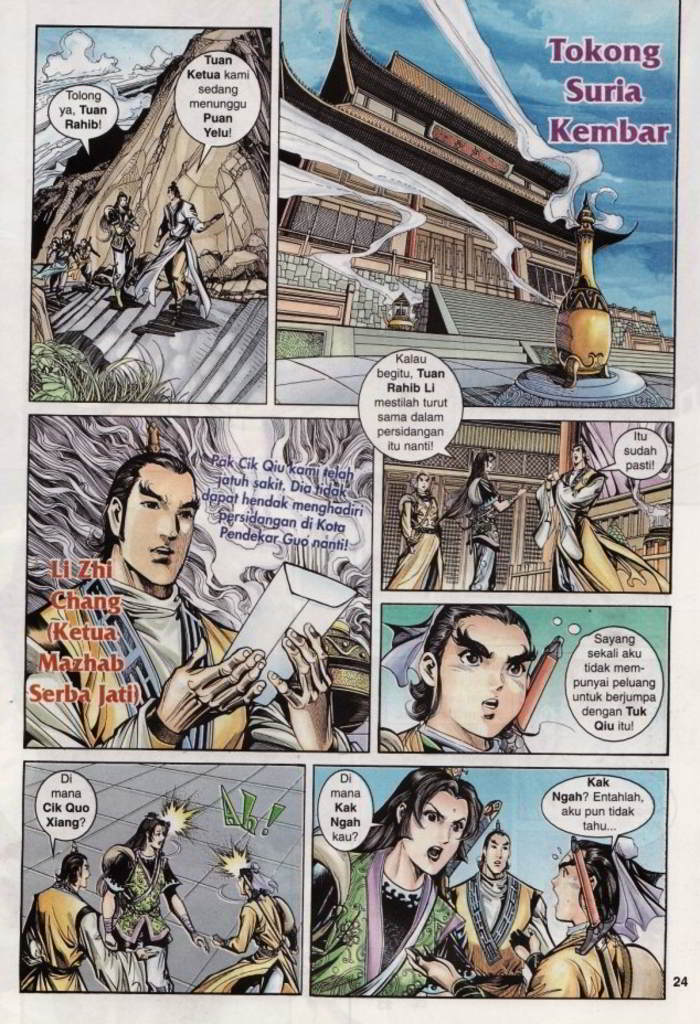 Tolong
ya, Tuan
Rahib!
Tuan
Ketua kami
sedang
menunggu
Puan
Yelu!
Tokong
Suria
Kembar
Kalau
begitu, Tuan
Rahib Li
mestilah turut
sama dalam
persidangan
itu nanti!
Itu
sudah
pasti!
Pak Cik Qiu kami telah
jatuh sakit, Dia tidak
dapat hendak menghadiri
Persidangan di Kota
Pendekar Guo nanti!
Li Zhi
Chang
(Ketua
Mazhab
Serba Jati)
Sayang
sekali aku
tidak mem-
punyai peluang
untuk berjumpa
dengan Tuk
Qiu itu!
Di
mana
Cik Quo
Xiang?
Ah!
Di
mana
Kak
Ngah
kau?
Kak
Ngah? Entahlah,
aku pun tidak
tahu...
24